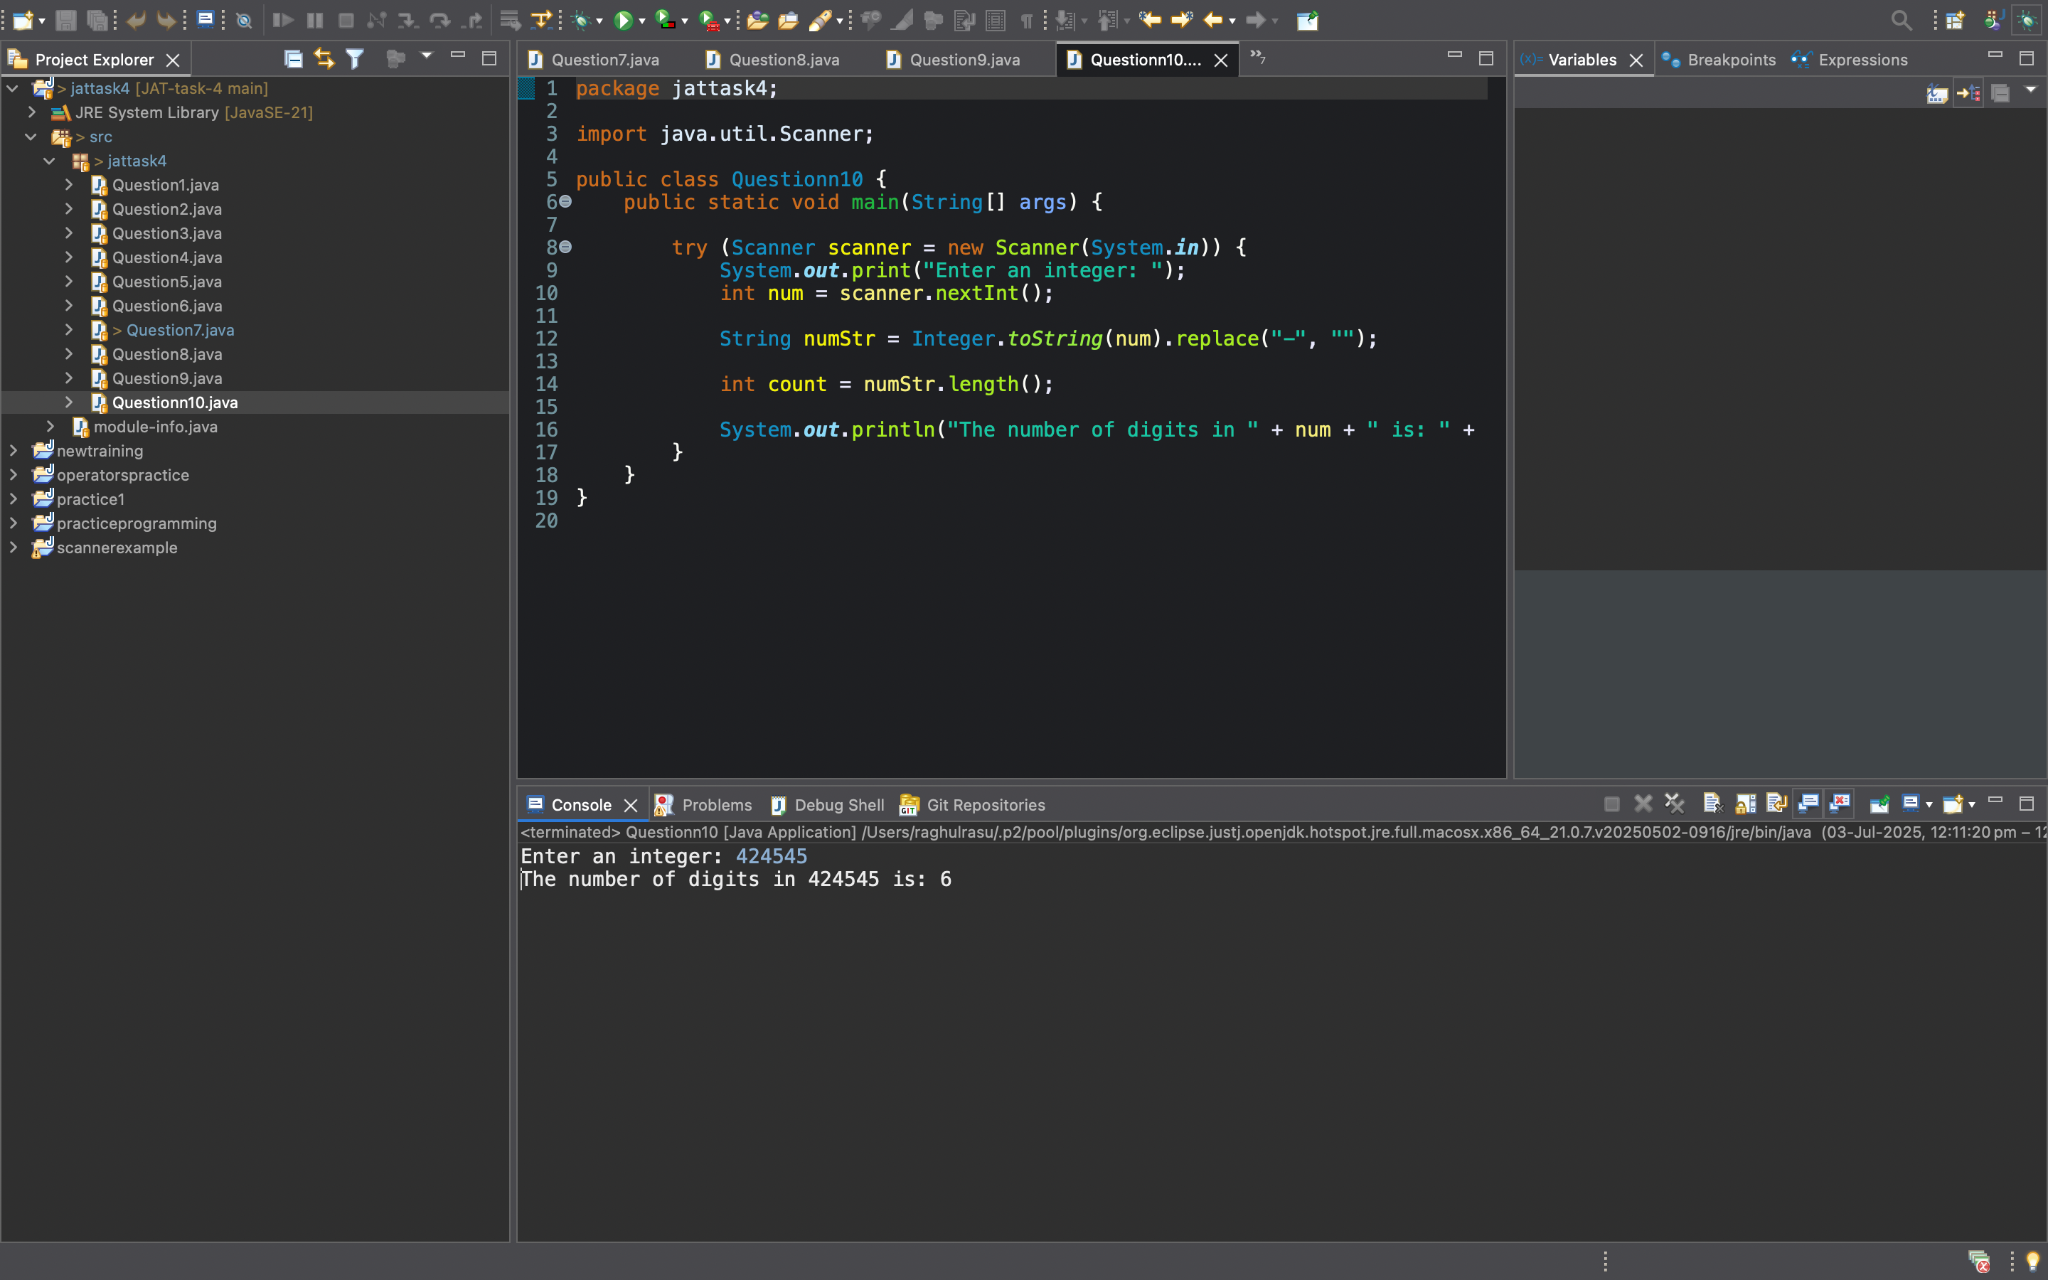 Project Explorer
> jattask4 [JAT-task-4 main]
JRE System Library [JavaSE-21]
> src
> jattask4
Question1.java
Question2.java
Question3.java
Question4.java
Question5.java
Question6.java
> Question7.java
Question8.java
Question9.java
Questionn10.java
module-info.java
newtraining
operatorspractice
practice1
practiceprogramming
scannerexample
Question7.java Question8.java Question9.java Questionn10.... »7
1 package jattask4;
2
3 import java.util.Scanner;
4
5 public class Questionn10 {
6 public static void main(String[] args) {
7
8 try (Scanner scanner = new Scanner(System.in)) {
9 System.out.print("Enter an integer: ");
10 int num = scanner.nextInt();
11
12 String numStr = Integer.toString(num).replace("-", "");
13
14 int count = numStr.length();
15
16 System.out.println("The number of digits in " + num + " is: " +
17 }
18 }
19 }
20
(x)= Variables Breakpoints Expressions
Console Problems Debug Shell Git Repositories
<terminated> Questionn10 [Java Application] /Users/raghulrasu/.p2/pool/plugins/org.eclipse.justj.openjdk.hotspot.jre.full.macosx.x86_64_21.0.7.v20250502-0916/jre/bin/java (03-Jul-2025, 12:11:20 pm – 12
Enter an integer: 424545
The number of digits in 424545 is: 6